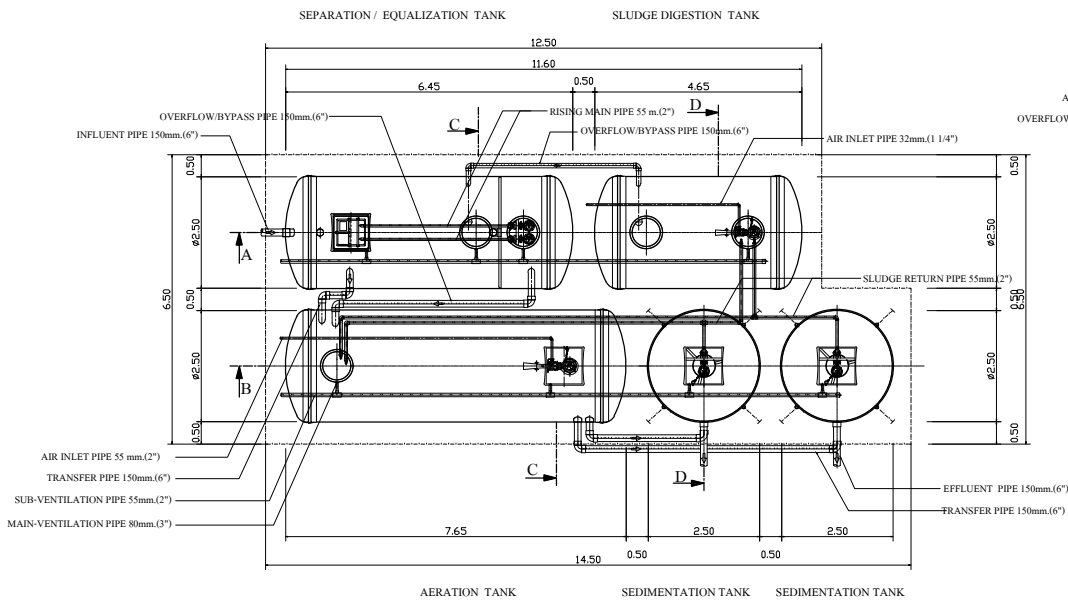 SEPARATION / EQUALIZATION TANK
SLUDGE DIGESTION TANK
12.50
11.60
6.45
0.50
4.65
A
OVERFLOW/BYPASS PIPE 150mm.(6")
C
RISING MAIN PIPE 55 m.(2")
D
OVERFLOW
INFLUENT PIPE 150mm.(6")
OVERFLOW/BYPASS PIPE 150mm.(6")
AIR INLET PIPE 32mm.(1 1/4")
0.50
0.50
ø2.50
ø2.50
A
SLUDGE RETURN PIPE 55mm.(2")
6.50
0.50
0.50
ø2.50
ø2.50
B
0.50
0.50
AIR INLET PIPE 55 mm.(2")
TRANSFER PIPE 150mm.(6")
C
D
SUB-VENTILATION PIPE 55mm.(2")
EFFLUENT PIPE 150mm.(6")
MAIN-VENTILATION PIPE 80mm.(3")
TRANSFER PIPE 150mm.(6")
7.65
2.50
2.50
0.50
0.50
14.50
AERATION TANK
SEDIMENTATION TANK
SEDIMENTATION TANK